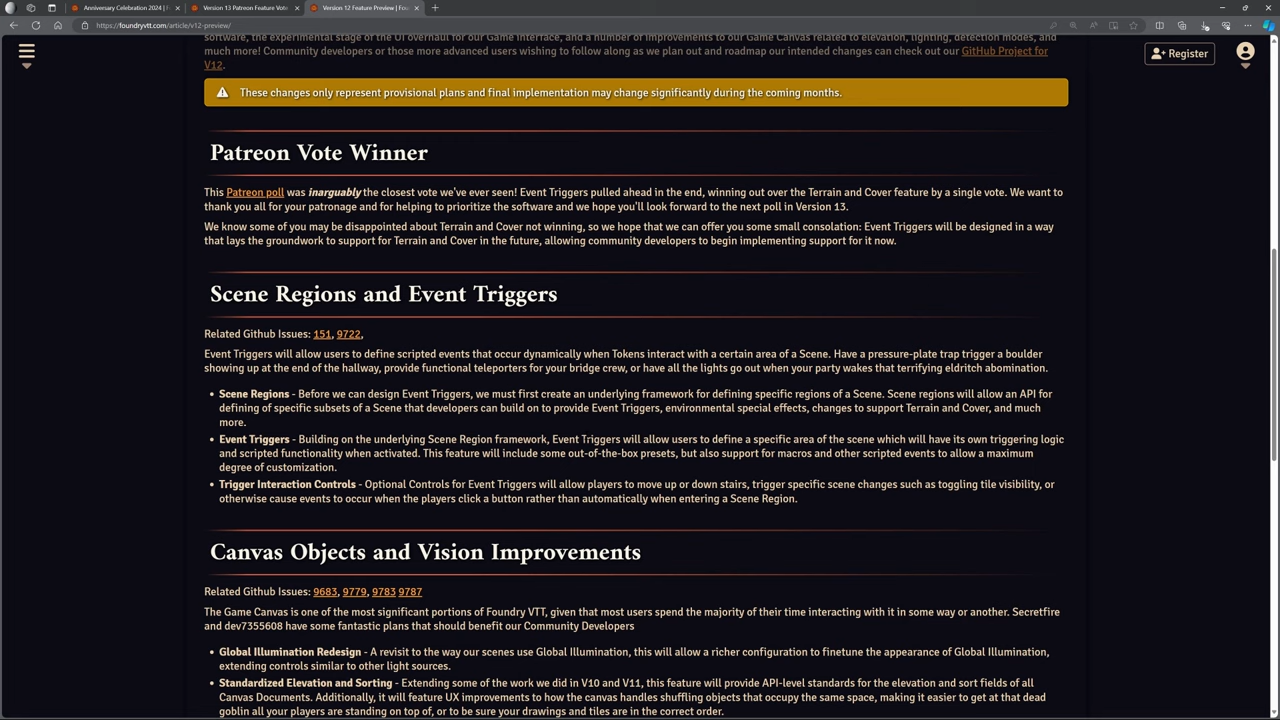 Anniversary Celebration 2024 | F
Version 13 Patreon Feature Vote
Version 12 Feature Preview | Fou
https://foundryvtt.com/article/v12-preview/
software, the experimental stage of the UI overhaul for our Game Interface, and a number of improvements to our Game Canvas related to elevation, lighting, detection modes, and
much more! Community developers or those more advanced users wishing to follow along as we plan out and roadmap our intended changes can check out our GitHub Project for
V12.
Register
These changes only represent provisional plans and final implementation may change significantly during the coming months.
Patreon Vote Winner
This Patreon poll was inarguably the closest vote we've ever seen! Event Triggers pulled ahead in the end, winning out over the Terrain and Cover feature by a single vote. We want to
thank you all for your patronage and for helping to prioritize the software and we hope you'll look forward to the next poll in Version 13.
We know some of you may be disappointed about Terrain and Cover not winning, so we hope that we can offer you some small consolation: Event Triggers will be designed in a way
that lays the groundwork to support for Terrain and Cover in the future, allowing community developers to begin implementing support for it now.
Scene Regions and Event Triggers
Related Github Issues: 151, 9722,
Event Triggers will allow users to define scripted events that occur dynamically when Tokens interact with a certain area of a Scene. Have a pressure-plate trap trigger a boulder
showing up at the end of the hallway, provide functional teleporters for your bridge crew, or have all the lights go out when your party wakes that terrifying eldritch abomination.
• Scene Regions - Before we can design Event Triggers, we must first create an underlying framework for defining specific regions of a Scene. Scene regions will allow an API for
defining of specific subsets of a Scene that developers can build on to provide Event Triggers, environmental special effects, changes to support Terrain and Cover, and much
more.
• Event Triggers - Building on the underlying Scene Region framework, Event Triggers will allow users to define a specific area of the scene which will have its own triggering logic
and scripted functionality when activated. This feature will include some out-of-the-box presets, but also support for macros and other scripted events to allow a maximum
degree of customization.
• Trigger Interaction Controls - Optional Controls for Event Triggers will allow players to move up or down stairs, trigger specific scene changes such as toggling tile visibility, or
otherwise cause events to occur when the players click a button rather than automatically when entering a Scene Region.
Canvas Objects and Vision Improvements
Related Github Issues: 9683, 9779, 9783 9787
The Game Canvas is one of the most significant portions of Foundry VTT, given that most users spend the majority of their time interacting with it in some way or another. Secretfire
and dev7355608 have some fantastic plans that should benefit our Community Developers
• Global Illumination Redesign - A revisit to the way our scenes use Global Illumination, this will allow a richer configuration to finetune the appearance of Global Illumination,
extending controls similar to other light sources.
• Standardized Elevation and Sorting - Extending some of the work we did in V10 and V11, this feature will provide API-level standards for the elevation and sort fields of all
Canvas Documents. Additionally, it will feature UX improvements to how the canvas handles shuffling objects that occupy the same space, making it easier to get at that dead
goblin all your players are standing on top of, or to be sure your drawings and tiles are in the correct order.